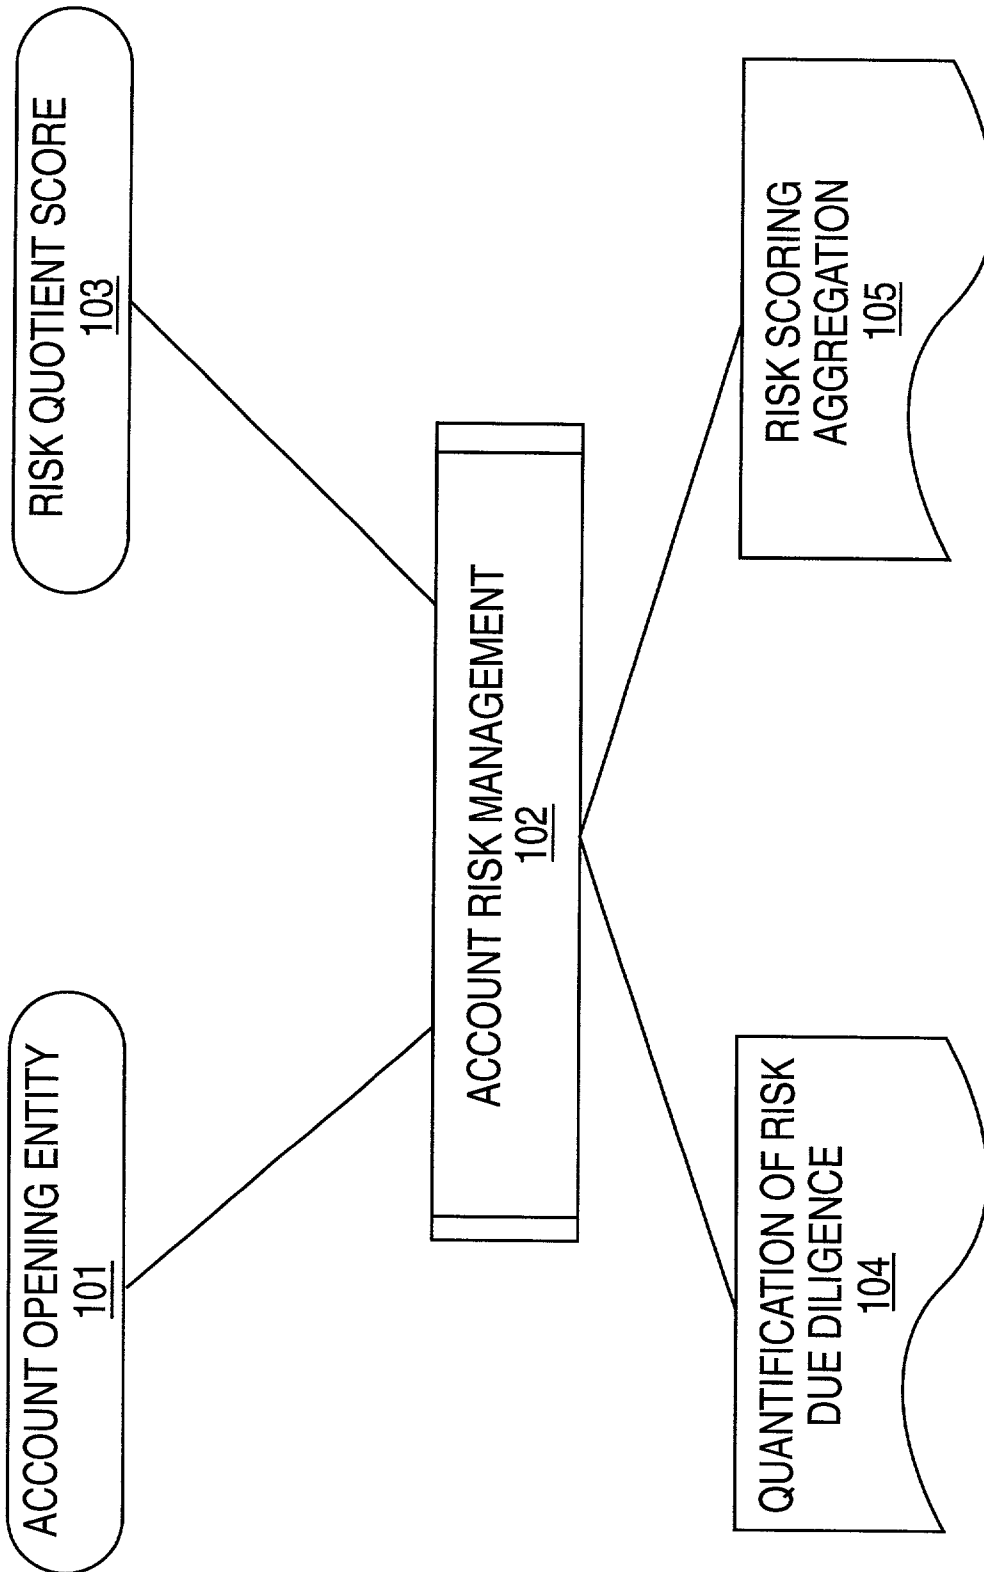 ACCOUNT OPENING ENTITY
101
RISK QUOTIENT SCORE
103
ACCOUNT RISK MANAGEMENT
102
QUANTIFICATION OF RISK
DUE DILIGENCE
104
RISK SCORING
AGGREGATION
105